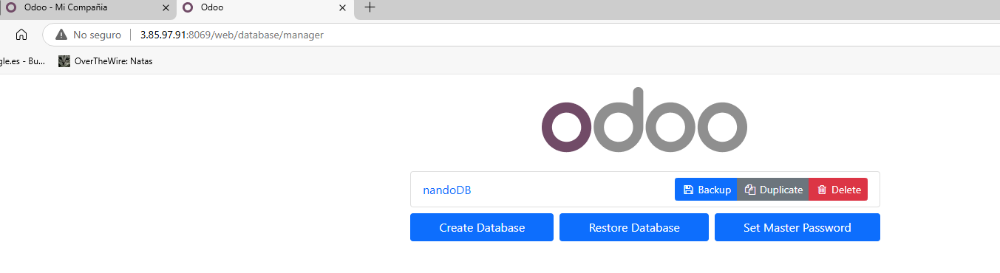 Odoo - Mi Compañia
Odoo
No seguro
3.85.97.91:8069/web/database/manager
gle.es - Bu...
OverTheWire: Natas
odoo
nandoDB
Backup
Duplicate
Delete
Create Database
Restore Database
Set Master Password